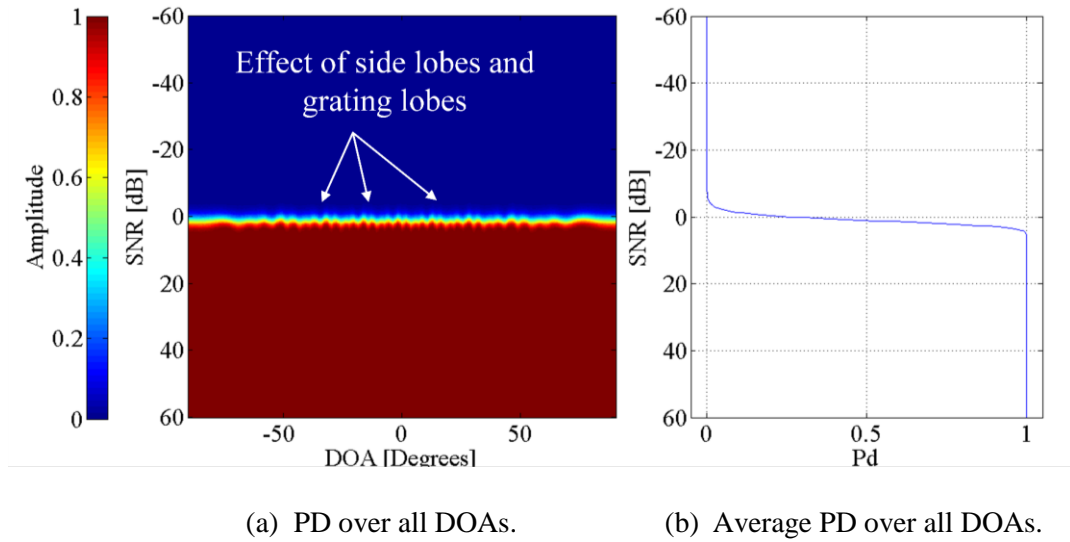 1
0.8
0.6
0.4
0.2
0
Amplitude
-60
-40
-20
0
20
40
60
SNR [dB]
Effect of side lobes and
grating lobes
-50
0
50
DOA [Degrees]
-60
-40
-20
0
20
40
60
SNR [dB]
0
0.5
1
Pd
(a) PD over all DOAs.
(b) Average PD over all DOAs.